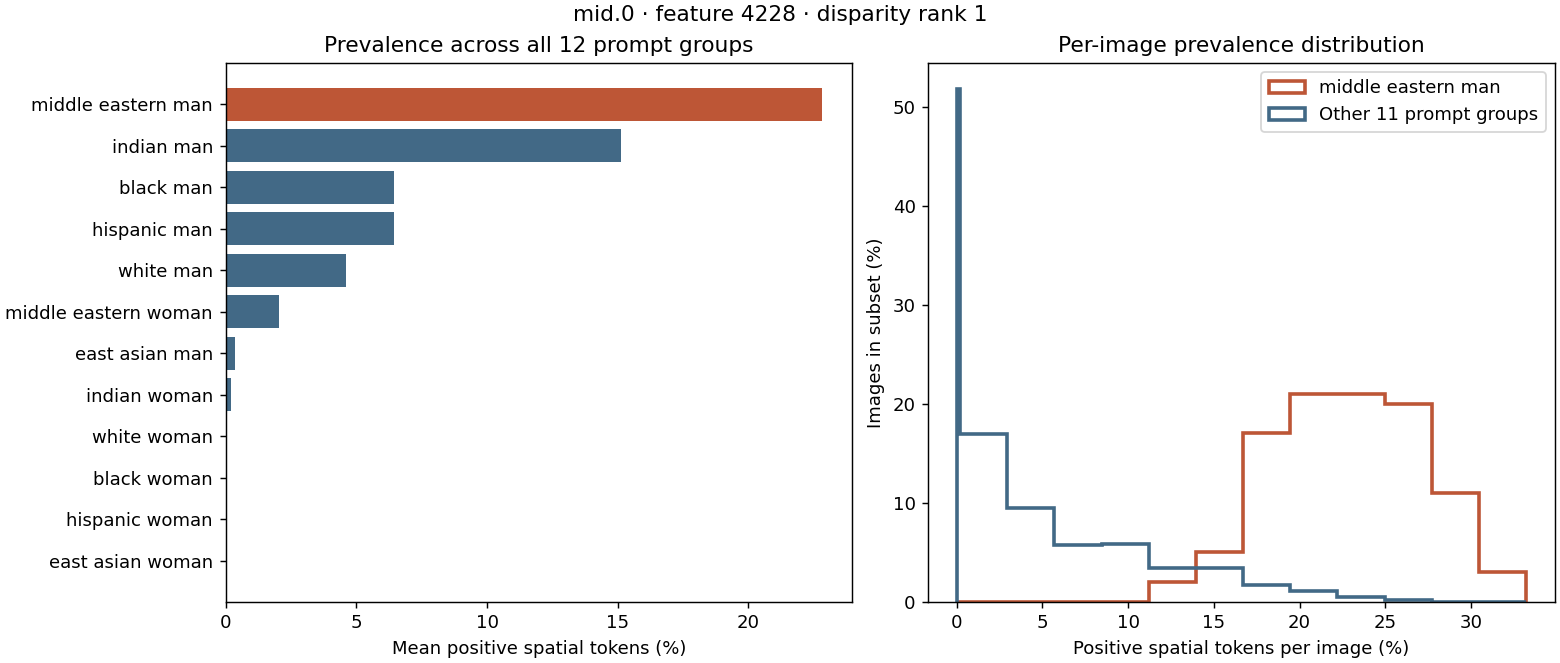 mid.0 · feature 4228 · disparity rank 1
Prevalence across all 12 prompt groups
middle eastern man
indian man
black man
hispanic man
white man
middle eastern woman
east asian man
indian woman
white woman
black woman
hispanic woman
east asian woman
0 5 10 15 20
Mean positive spatial tokens (%)
Per-image prevalence distribution
middle eastern man
Other 11 prompt groups
Images in subset (%)
50
40
30
20
10
0
0 5 10 15 20 25 30
Positive spatial tokens per image (%)